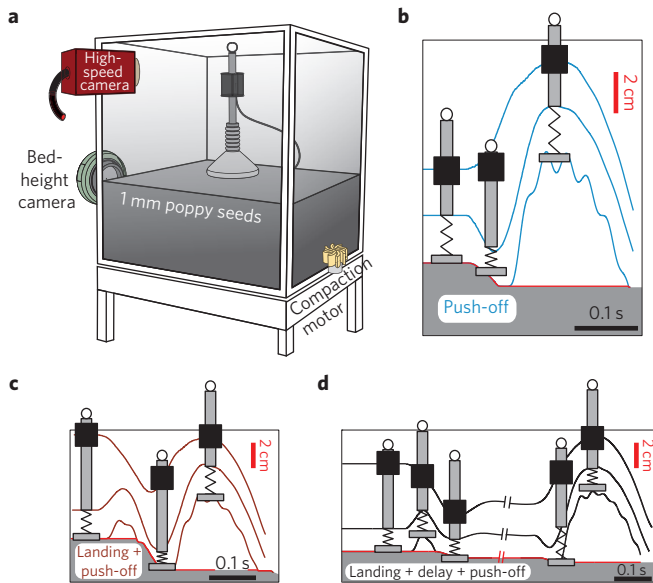 a
High-
speed
camera
Bed-
height
camera
1 mm poppy seeds
Compaction
motor
b
2 cm
Push-off
0.1 s
c
2 cm
Landing +
push-off
0.1 s
d
2 cm
Landing + delay + push-off
0.1 s